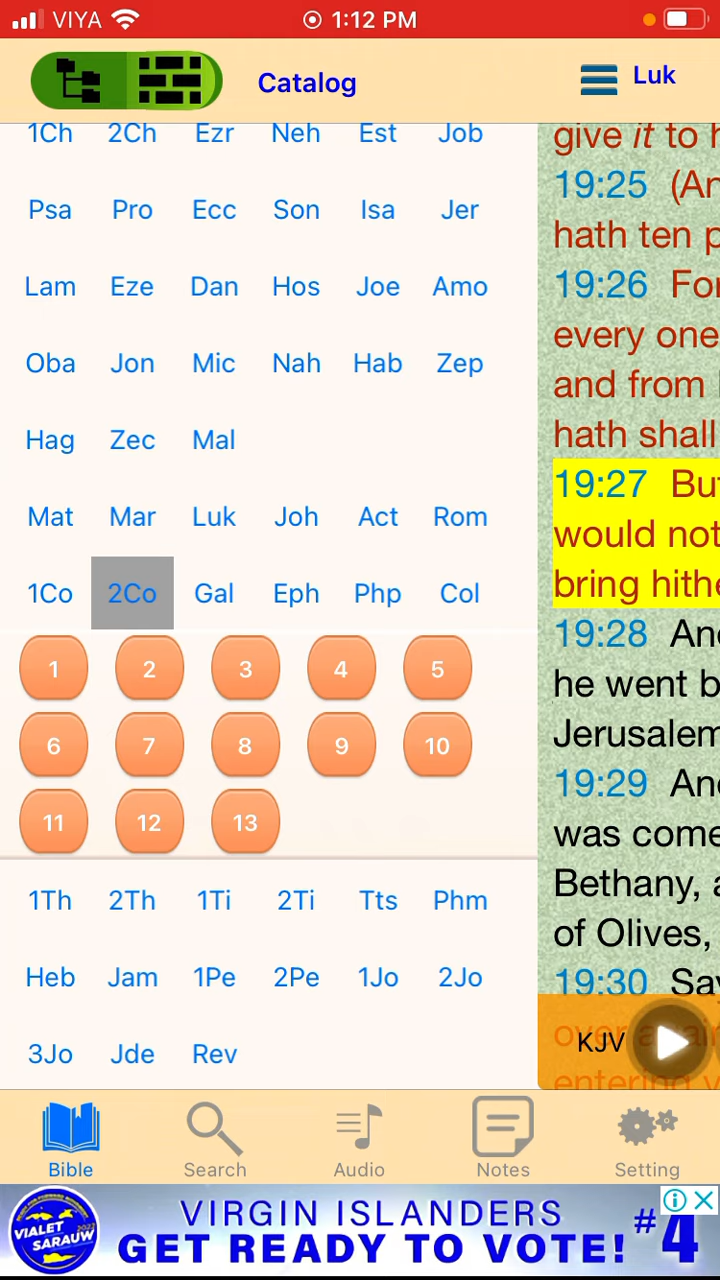 VIYA 1:12 PM
Catalog Luk
1Ch 2Ch Ezr Neh Est Job
Psa Pro Ecc Son Isa Jer
Lam Eze Dan Hos Joe Amo
Oba Jon Mic Nah Hab Zep
Hag Zec Mal
Mat Mar Luk Joh Act Rom
1Co 2Co Gal Eph Php Col
1 2 3 4 5
6 7 8 9 10
11 12 13
1Th 2Th 1Ti 2Ti Tts Phm
Heb Jam 1Pe 2Pe 1Jo 2Jo
3Jo Jde Rev
give it to h
19:25 (An
hath ten p
19:26 For
every one
and from
hath shall
19:27 But
would not
bring hithe
19:28 And
he went b
Jerusalem
19:29 And
was come
Bethany, a
of Olives,
19:30 Say
over again
KJV
entering y
Bible Search Audio Notes Setting
VIALET
SARAUW
VIRGIN ISLANDERS
GET READY TO VOTE!
#4